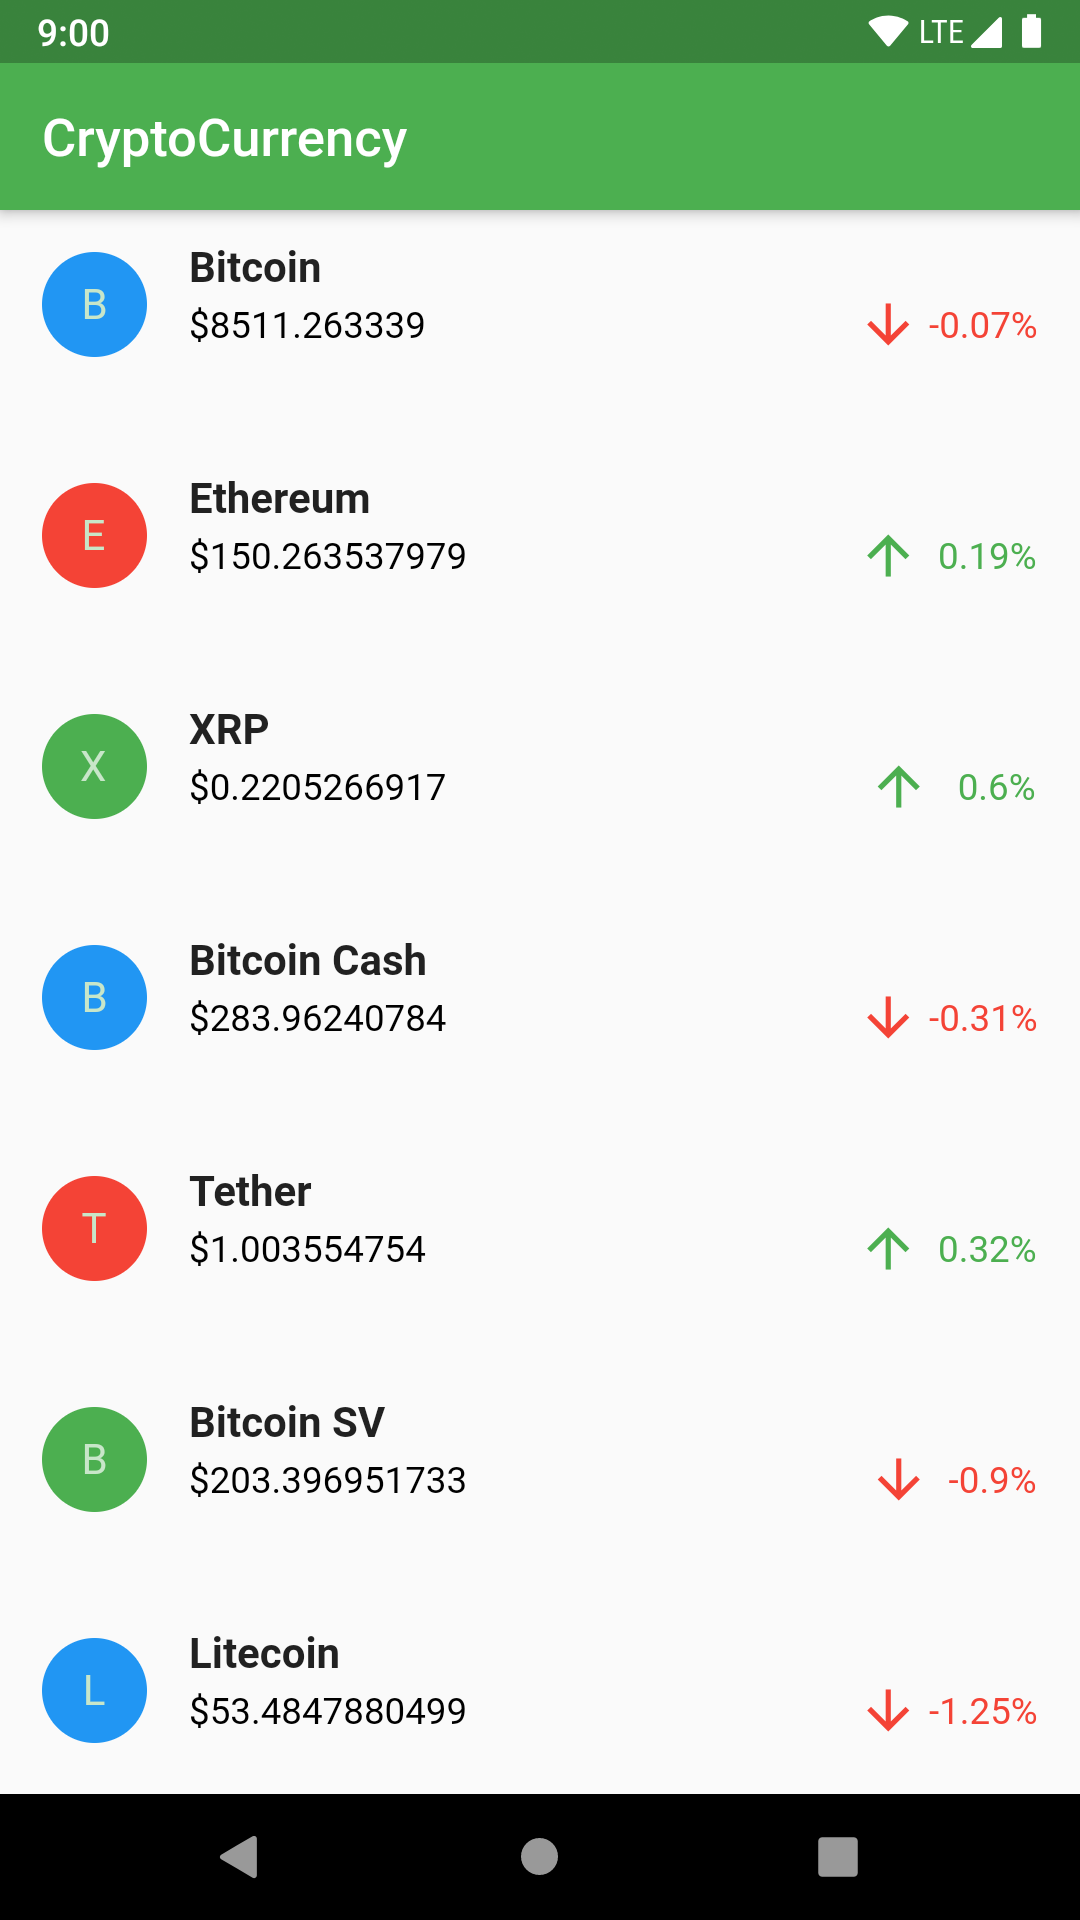 9:00 LTE
CryptoCurrency
B Bitcoin
$8511.263339 -0.07%
E Ethereum
$150.263537979 0.19%
X XRP
$0.2205266917 0.6%
B Bitcoin Cash
$283.96240784 -0.31%
T Tether
$1.003554754 0.32%
B Bitcoin SV
$203.396951733 -0.9%
L Litecoin
$53.4847880499 -1.25%